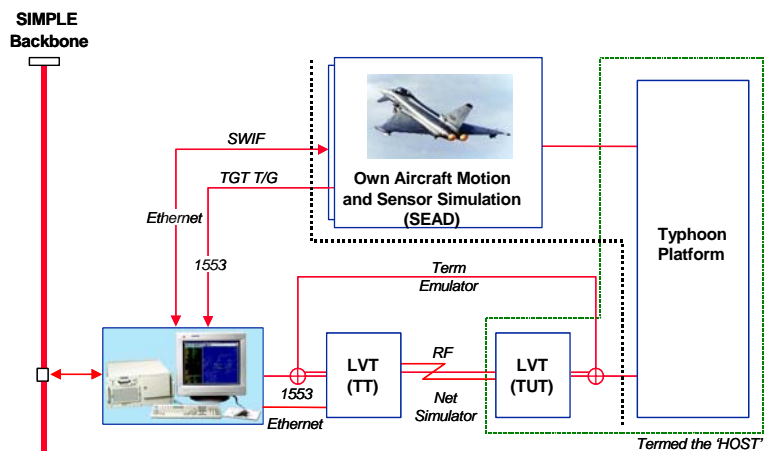 SIMPLE
Backbone
SWIF
TGT T/G
Own Aircraft Motion
and Sensor Simulation
(SEAD)
Typhoon
Platform
Ethernet
1553
Term
Emulator
LVT
(TT)
RF
LVT
(TUT)
1553
Net
Simulator
Ethernet
Termed the 'HOST'